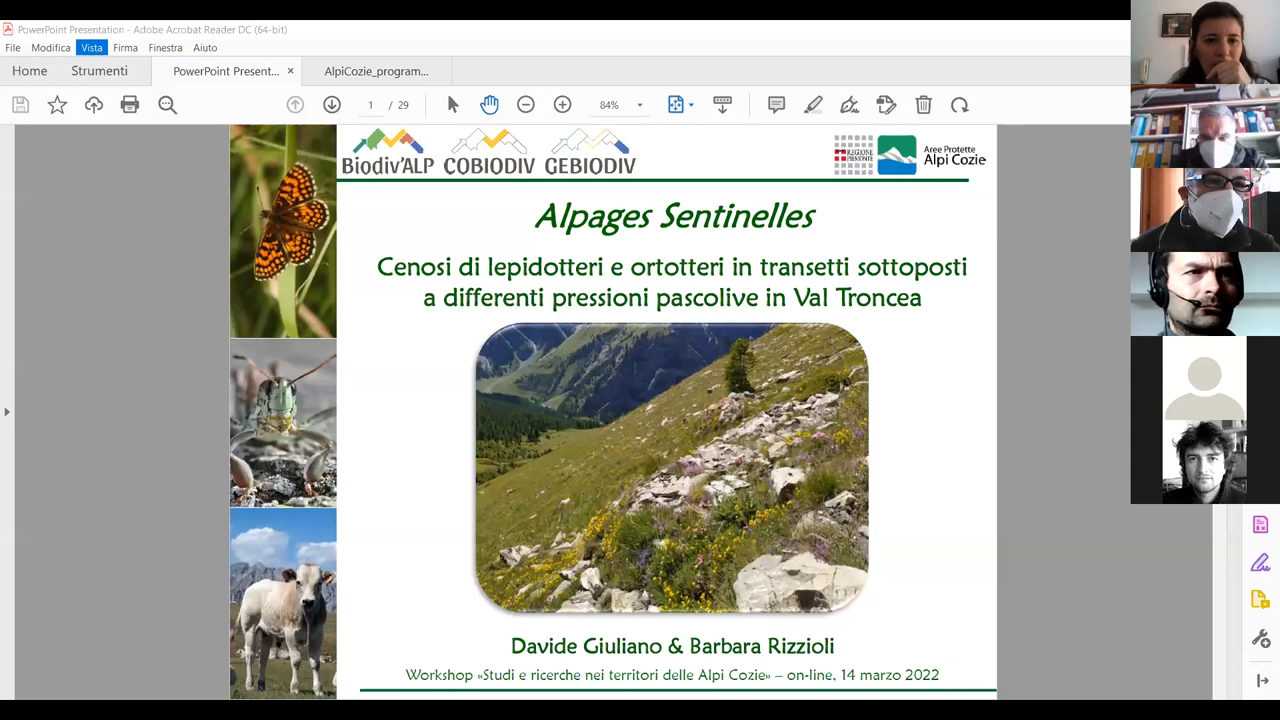 PowerPoint Presentation - Adobe Acrobat Reader DC (64-bit)
File Modifica Vista Firma Finestra Aiuto
Home Strumenti PowerPoint Present... × AlpiCozie_program...
1 / 29 84%
Biodiv'ALP COBIODIV GEBIODIV
REGIONE
PIEMONTE
Aree Protette
Alpi Cozie
Alpages Sentinelles
Cenosi di lepidotteri e ortotteri in transetti sottoposti
a differenti pressioni pascolive in Val Troncea
Davide Giuliano & Barbara Rizzioli
Workshop «Studi e ricerche nei territori delle Alpi Cozie» – on-line, 14 marzo 2022